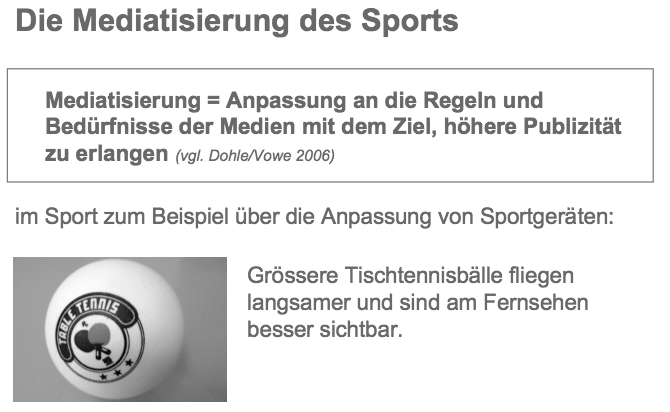 Die Mediatisierung des Sports
Mediatisierung = Anpassung an die Regeln und
Bedürfnisse der Medien mit dem Ziel, höhere Publizität
zu erlangen (vgl. Dohle/Vowe 2006)
im Sport zum Beispiel über die Anpassung von Sportgeräten:
Grössere Tischtennisbälle fliegen
langsamer und sind am Fernsehen
besser sichtbar.
TABLE TENNIS